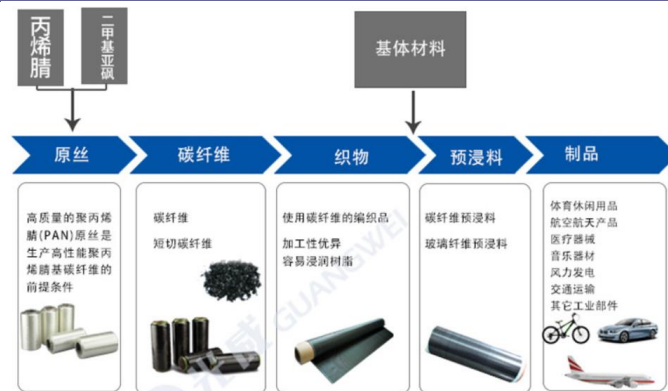 丙烯腈
二甲基亚砜
基体材料
原丝
碳纤维
织物
预浸料
制品
高质量的聚丙烯
腈(PAN)原丝是
生产高性能聚丙
烯腈基碳纤维的
前提条件
碳纤维
短切碳纤维
使用碳纤维的编织品
加工性优异
容易浸润树脂
碳纤维预浸料
玻璃纤维预浸料
体育休闲用品
航空航天产品
医疗器械
音乐器材
风力发电
交通运输
其它工业部件
光威 GUANGWEI